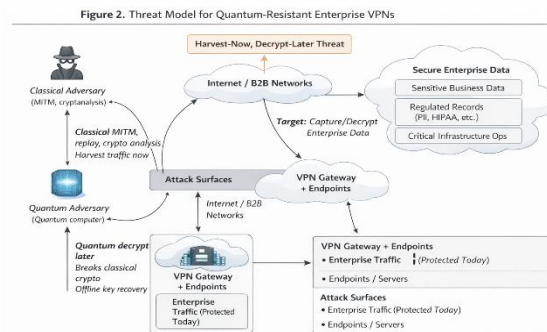 Figure 2. Threat Model for Quantum-Resistant Enterprise VPNs
Harvest-Now, Decrypt-Later Threat
Classical Adversary
(MITM, cryptanalysis)
Internet / B2B Networks
Secure Enterprise Data
Sensitive Business Data
Regulated Records
(PII, HIPAA, etc.)
Critical Infrastructure Ops
Classical MITM,
replay, crypto analysis
Harvest traffic now
Target: Capture/Decrypt
Enterprise Data
Attack Surfaces
VPN Gateway
+ Endpoints
Quantum Adversary
(Quantum computer)
Internet / B2B
Networks
Quantum decrypt
later
Breaks classical
crypto
Offline key recovery
VPN Gateway
+ Endpoints
Enterprise
Traffic (Protected
Today)
VPN Gateway + Endpoints
• Enterprise Traffic (Protected Today)
• Endpoints / Servers
Attack Surfaces
• Enterprise Traffic (Protected Today)
• Endpoints / Servers